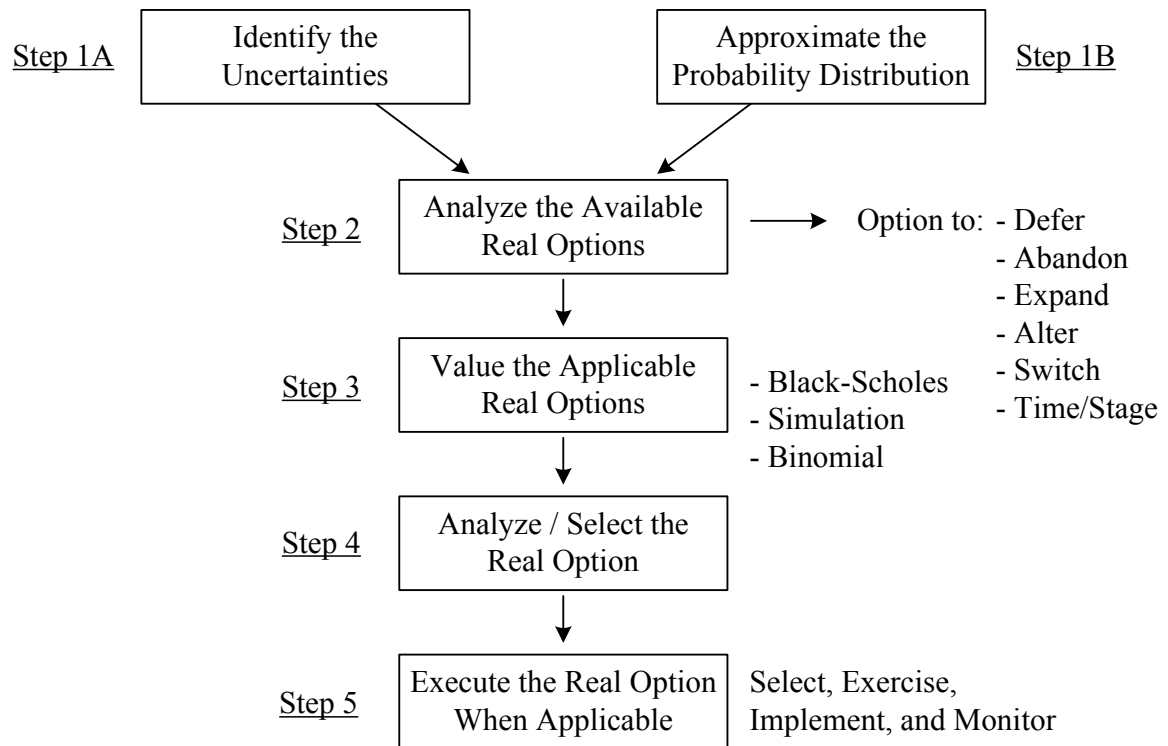 Step 1A
Identify the
Uncertainties
Approximate the
Probability Distribution
Step 1B
Step 2
Analyze the Available
Real Options
Option to: - Defer
- Abandon
- Expand
- Alter
- Switch
- Time/Stage
Step 3
Value the Applicable
Real Options
- Black-Scholes
- Simulation
- Binomial
Step 4
Analyze / Select the
Real Option
Step 5
Execute the Real Option
When Applicable
Select, Exercise,
Implement, and Monitor